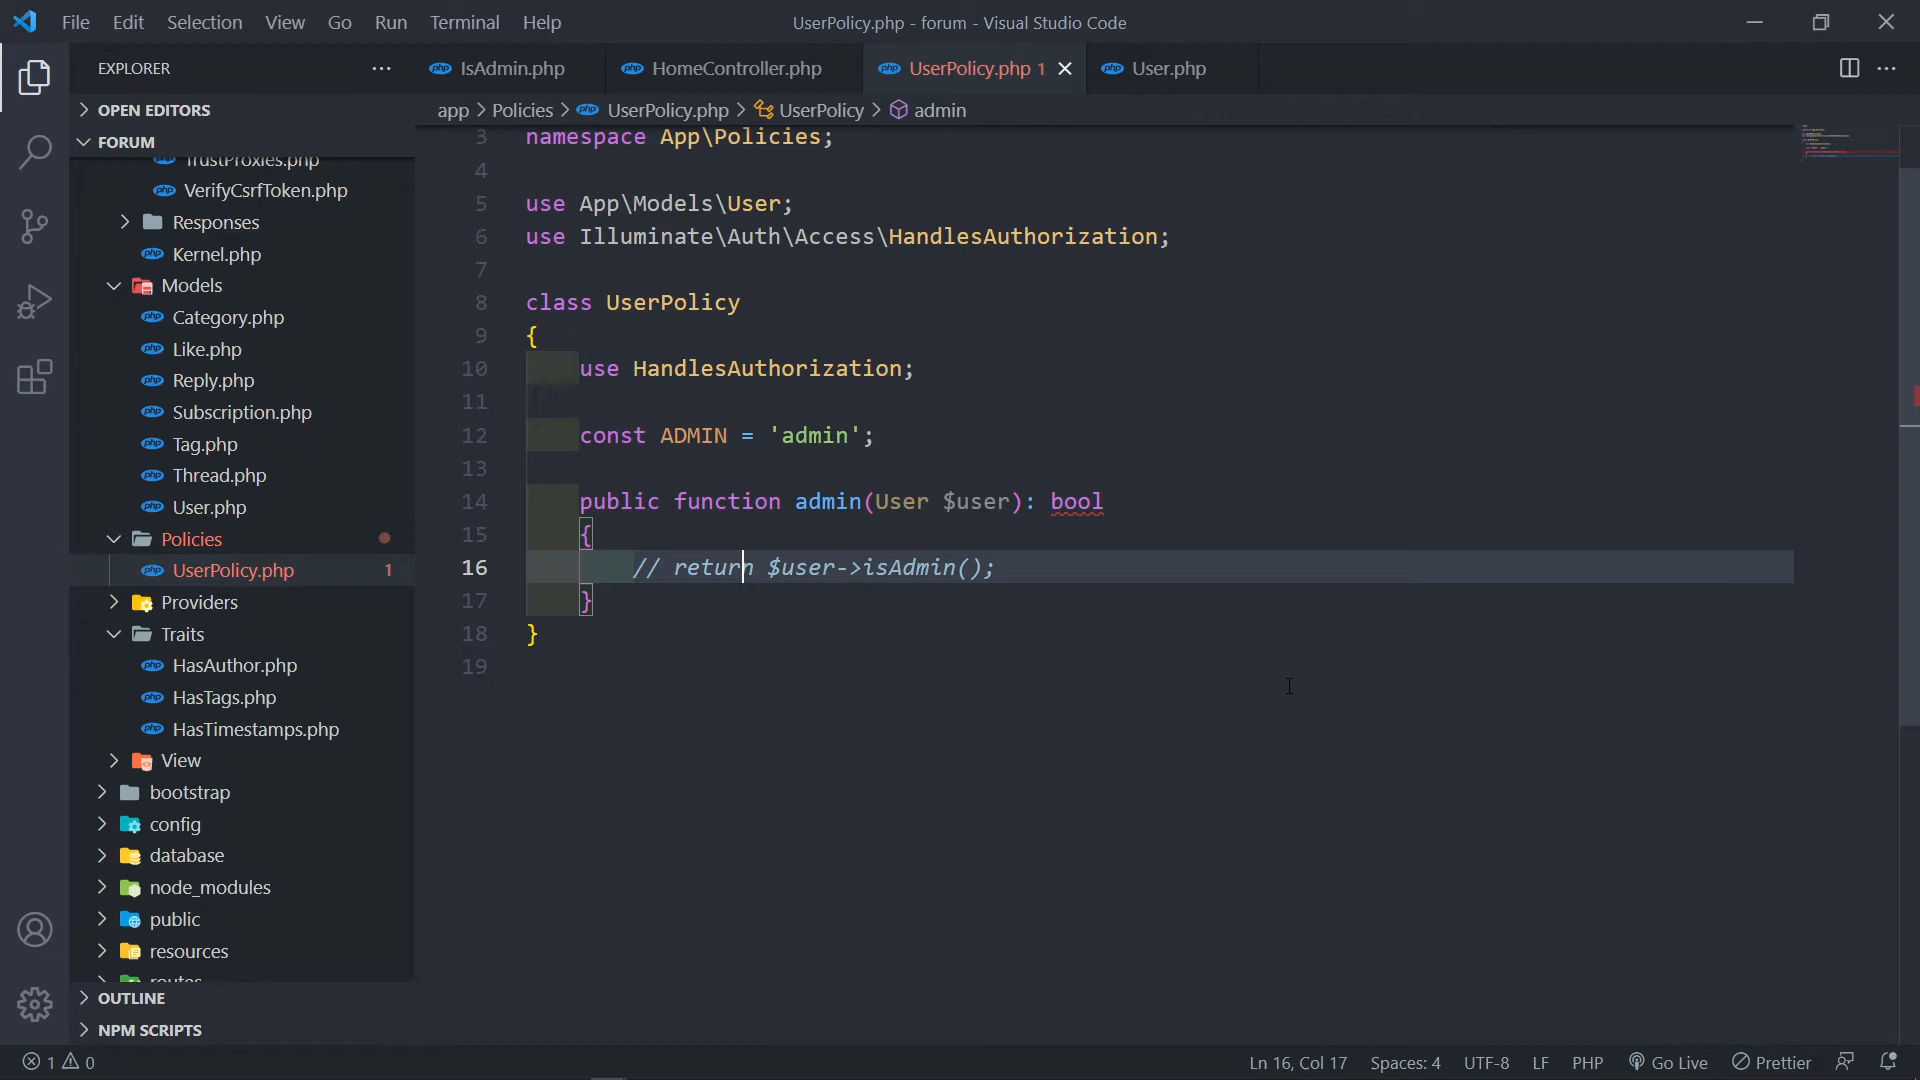 File Edit Selection View Go Run Terminal Help
UserPolicy.php - forum - Visual Studio Code
EXPLORER
IsAdmin.php
HomeController.php
UserPolicy.php 1
User.php
OPEN EDITORS
app > Policies > UserPolicy.php > UserPolicy > admin
FORUM
TrustProxies.php
VerifyCsrfToken.php
Responses
Kernel.php
Models
Category.php
Like.php
Reply.php
Subscription.php
Tag.php
Thread.php
User.php
Policies
UserPolicy.php 1
Providers
Traits
HasAuthor.php
HasTags.php
HasTimestamps.php
View
bootstrap
config
database
node_modules
public
resources
routes
OUTLINE
NPM SCRIPTS
3 namespace App\Policies;
4
5 use App\Models\User;
6 use Illuminate\Auth\Access\HandlesAuthorization;
7
8 class UserPolicy
9 {
10 use HandlesAuthorization;
11
12 const ADMIN = 'admin';
13
14 public function admin(User $user): bool
15 {
16 // return $user->isAdmin();
17 }
18 }
19
1 0
Ln 16, Col 17 Spaces: 4 UTF-8 LF PHP Go Live Prettier